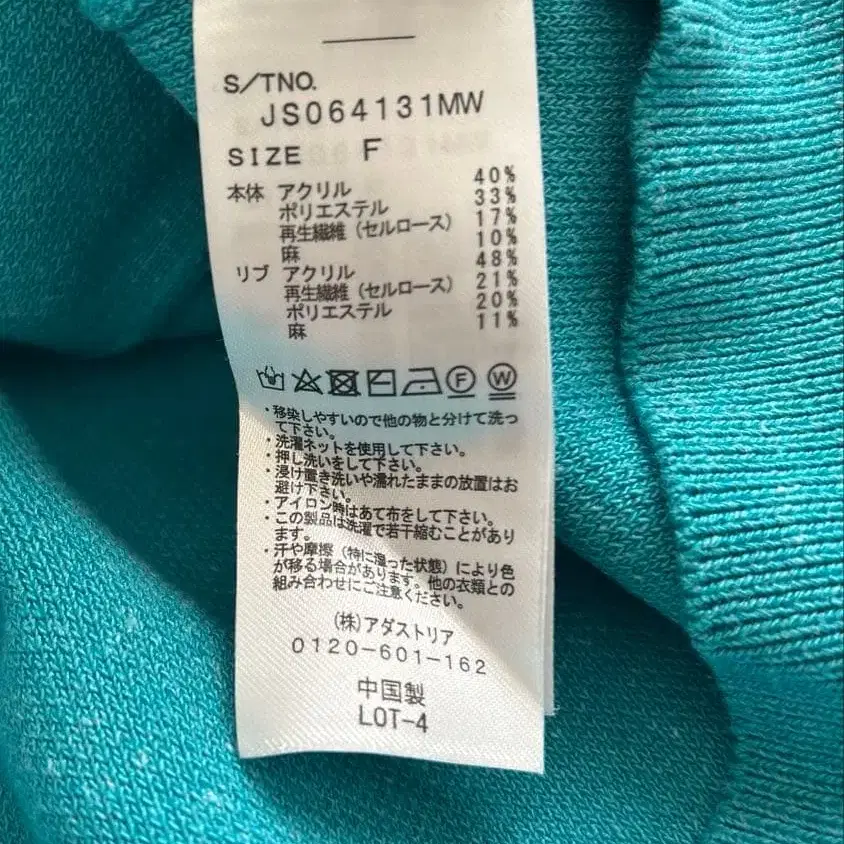 S/TNO.
JS064131MW
SIZE F
本体 アクリル 40%
ポリエステル 33%
再生繊維(セルロース) 17%
麻 10%
リブ アクリル 48%
再生繊維(セルロース) 21%
ポリエステル 20%
麻 11%
F W
・移染しやすいので他の物と分けて洗っ
て下さい。
・洗濯ネットを使用して下さい。
・押し洗いをして下さい。
・浸け置き洗いや濡れたままの放置はお
避け下さい。
・アイロン時はあて布をして下さい。
・この製品は洗濯で若干縮むことがあり
ます。
・汗や摩擦(特に湿った状態)により色
が移る場合があります。他の衣類との
組み合わせにご注意ください。
(株)アダストリア
0120-601-162
中国製
LOT-4